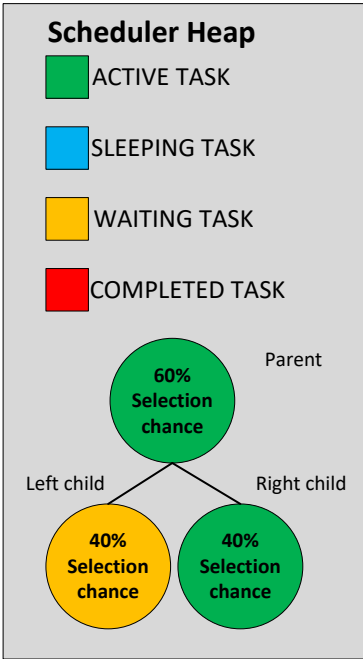 Scheduler Heap
ACTIVE TASK
SLEEPING TASK
WAITING TASK
COMPLETED TASK
Parent
60%
Selection
chance
Left child
Right child
40%
Selection
chance
40%
Selection
chance